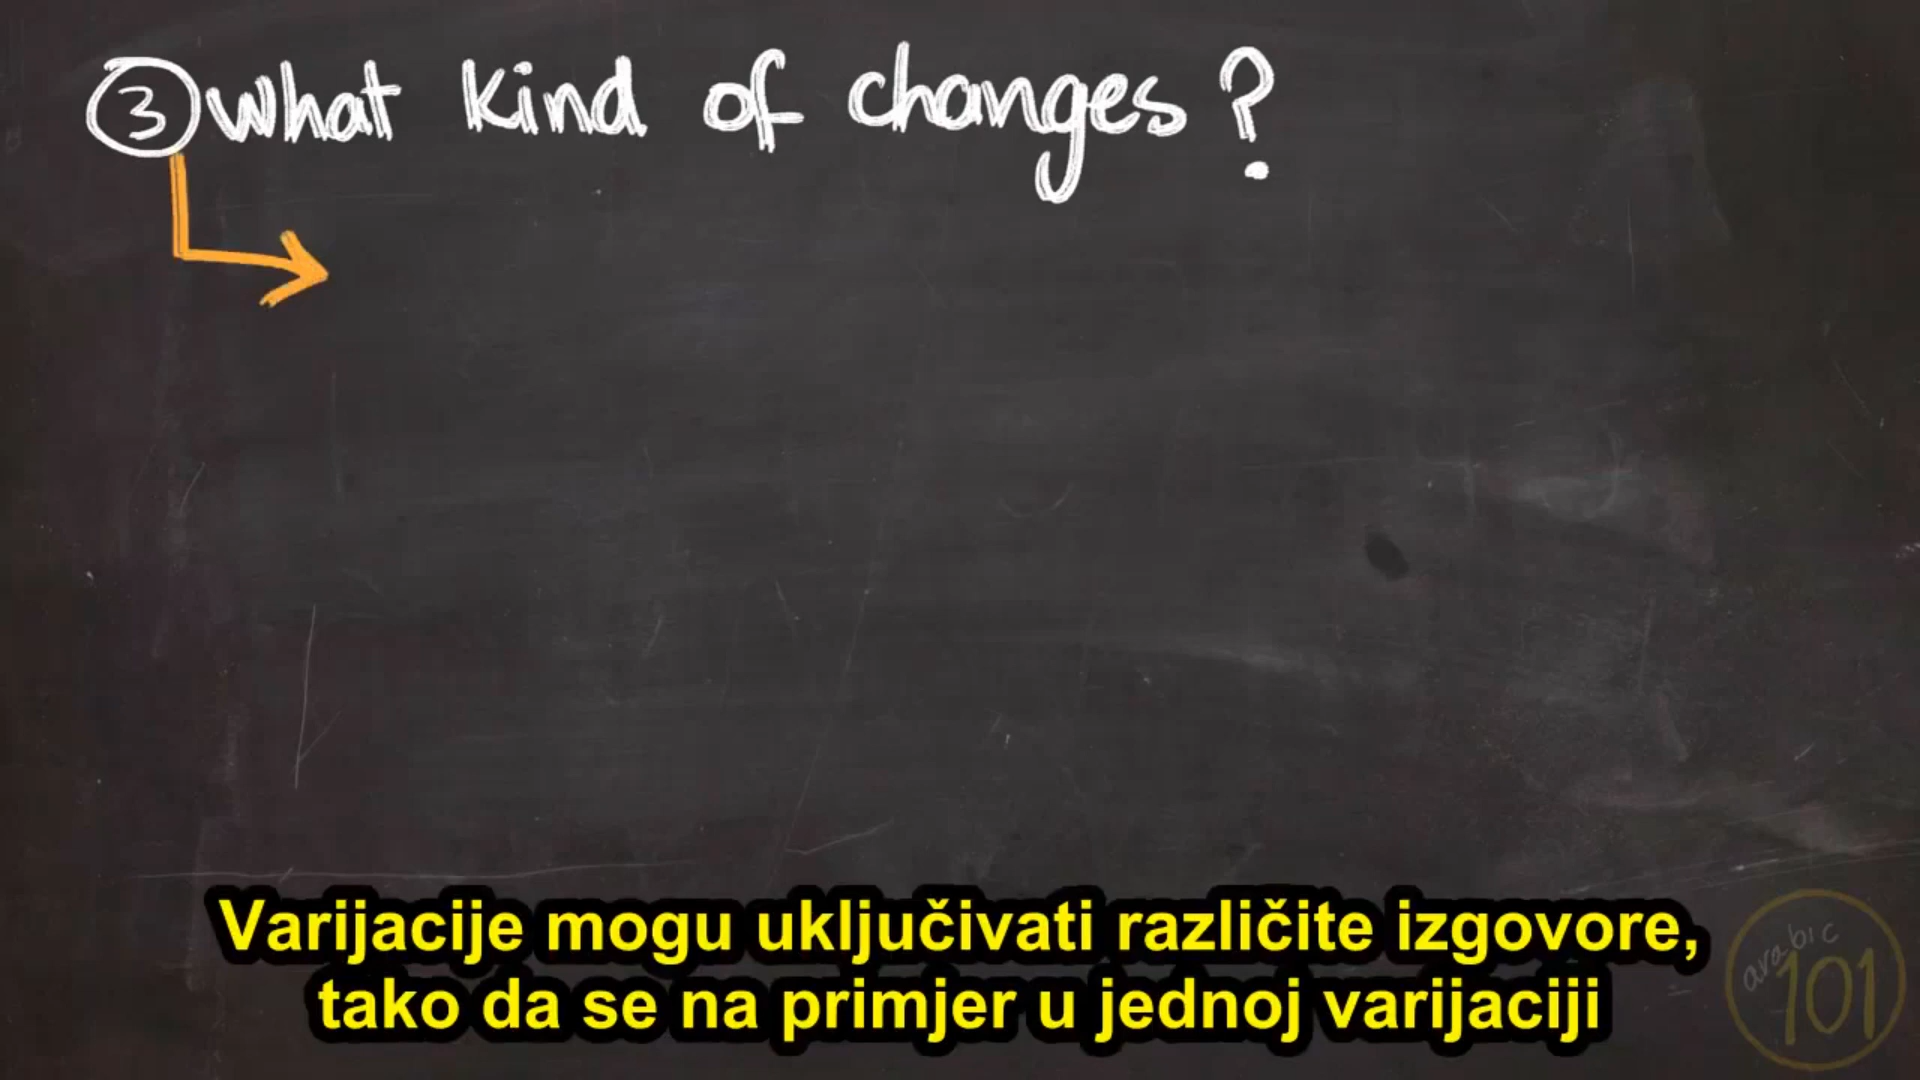 ③ What kind of changes?
Varijacije mogu uključivati različite izgovore,
tako da se na primjer u jednoj varijaciji
arabic
101